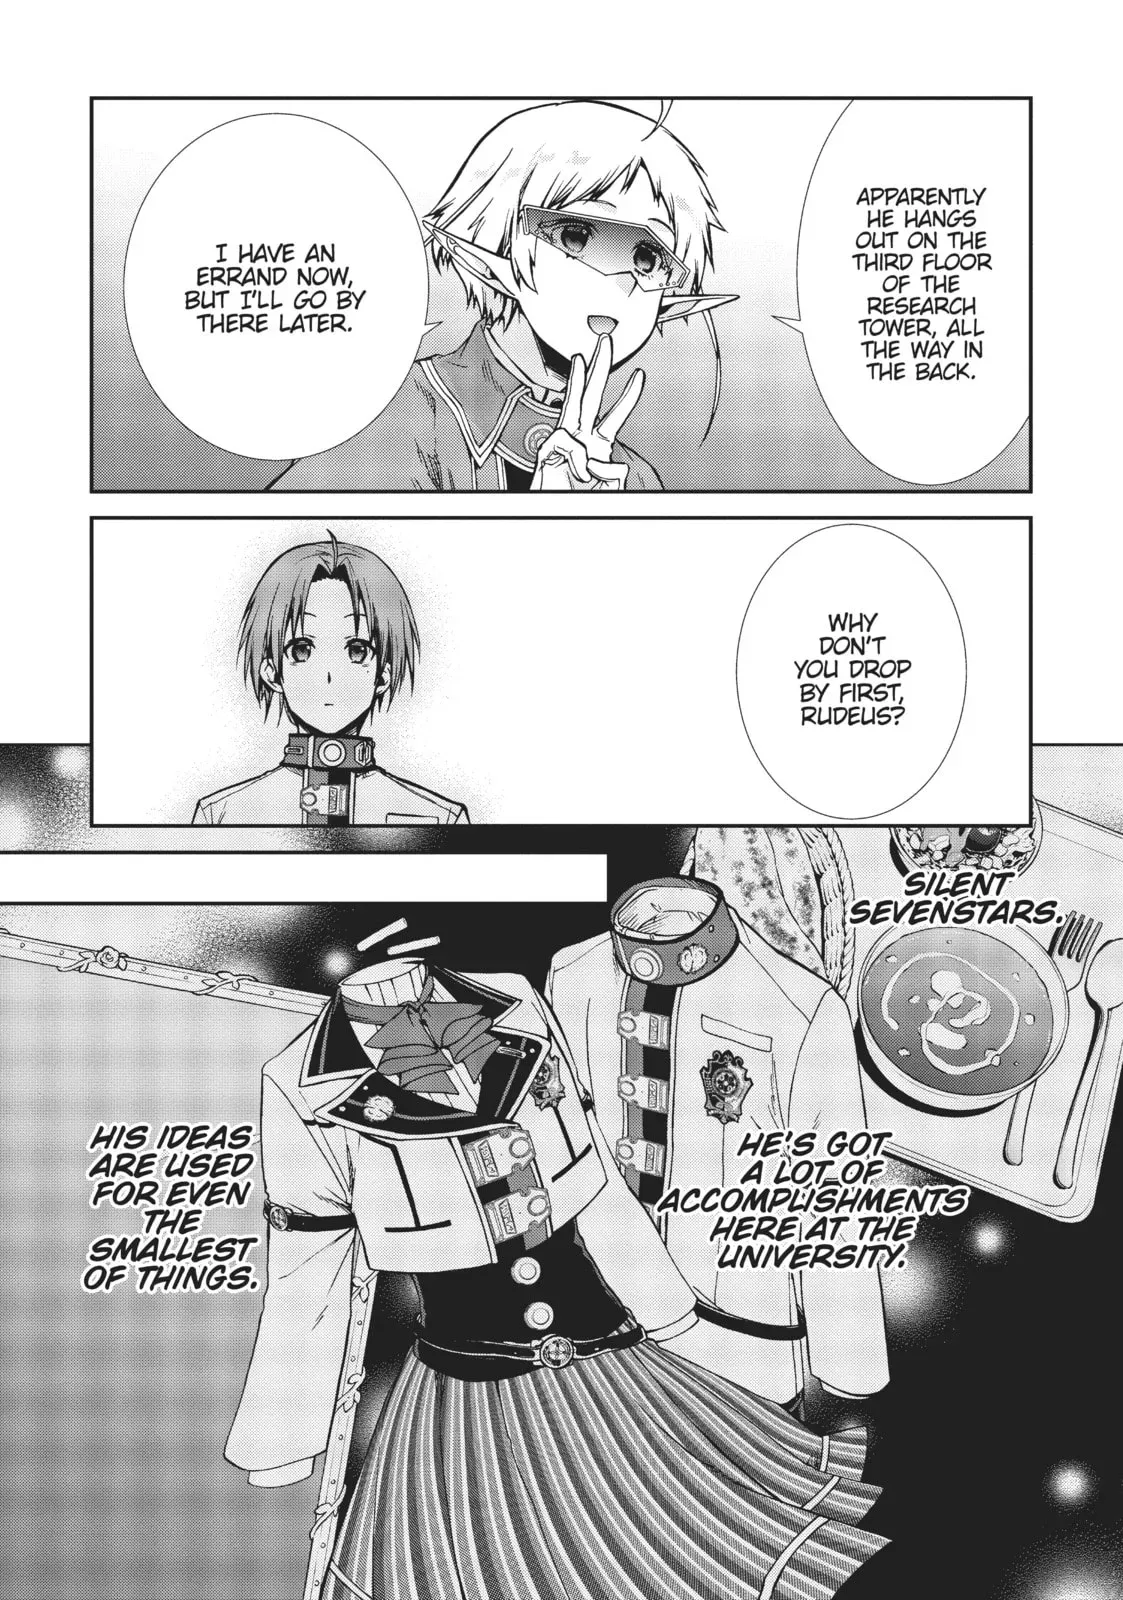 APPARENTLY
HE HANGS
OUT ON THE
THIRD FLOOR
OF THE
RESEARCH
TOWER, ALL
THE WAY IN
THE BACK.
I HAVE AN
ERRAND NOW,
BUT I'LL GO BY
THERE LATER.
WHY
DON'T
YOU DROP
BY FIRST,
RUDEUS?
SILENT
SEVENSTARS.
HE'S GOT
A LOT OF
ACCOMPLISHMENTS
HERE AT THE
UNIVERSITY.
HIS IDEAS
ARE USED
FOR EVEN
THE
SMALLEST
OF THINGS.